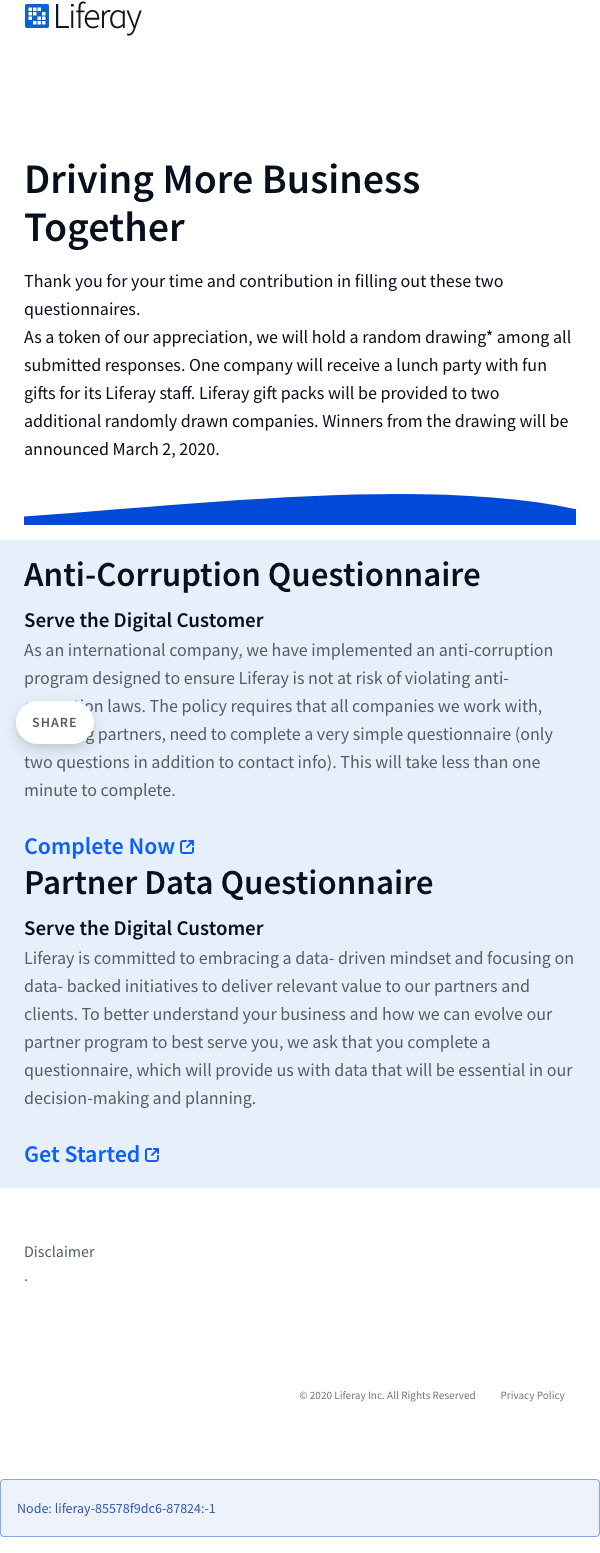 Liferay
Driving More Business
Together
Thank you for your time and contribution in filling out these two
questionnaires.
As a token of our appreciation, we will hold a random drawing* among all
submitted responses. One company will receive a lunch party with fun
gifts for its Liferay staff. Liferay gift packs will be provided to two
additional randomly drawn companies. Winners from the drawing will be
announced March 2, 2020.
Anti-Corruption Questionnaire
Serve the Digital Customer
As an international company, we have implemented an anti-corruption
program designed to ensure Liferay is not at risk of violating anti-
laws. The policy requires that all companies we work with,
SHARE
partners, need to complete a very simple questionnaire (only
two questions in addition to contact info). This will take less than one
minute to complete.
Complete Now
Partner Data Questionnaire
Serve the Digital Customer
Liferay is committed to embracing a data- driven mindset and focusing on
data- backed initiatives to deliver relevant value to our partners and
clients. To better understand your business and how we can evolve our
partner program to best serve you, we ask that you complete a
questionnaire, which will provide us with data that will be essential in our
decision-making and planning.
Get Started
Disclaimer
.
© 2020 Liferay Inc. All Rights Reserved Privacy Policy
Node: liferay-85578f9dc6-87824:-1